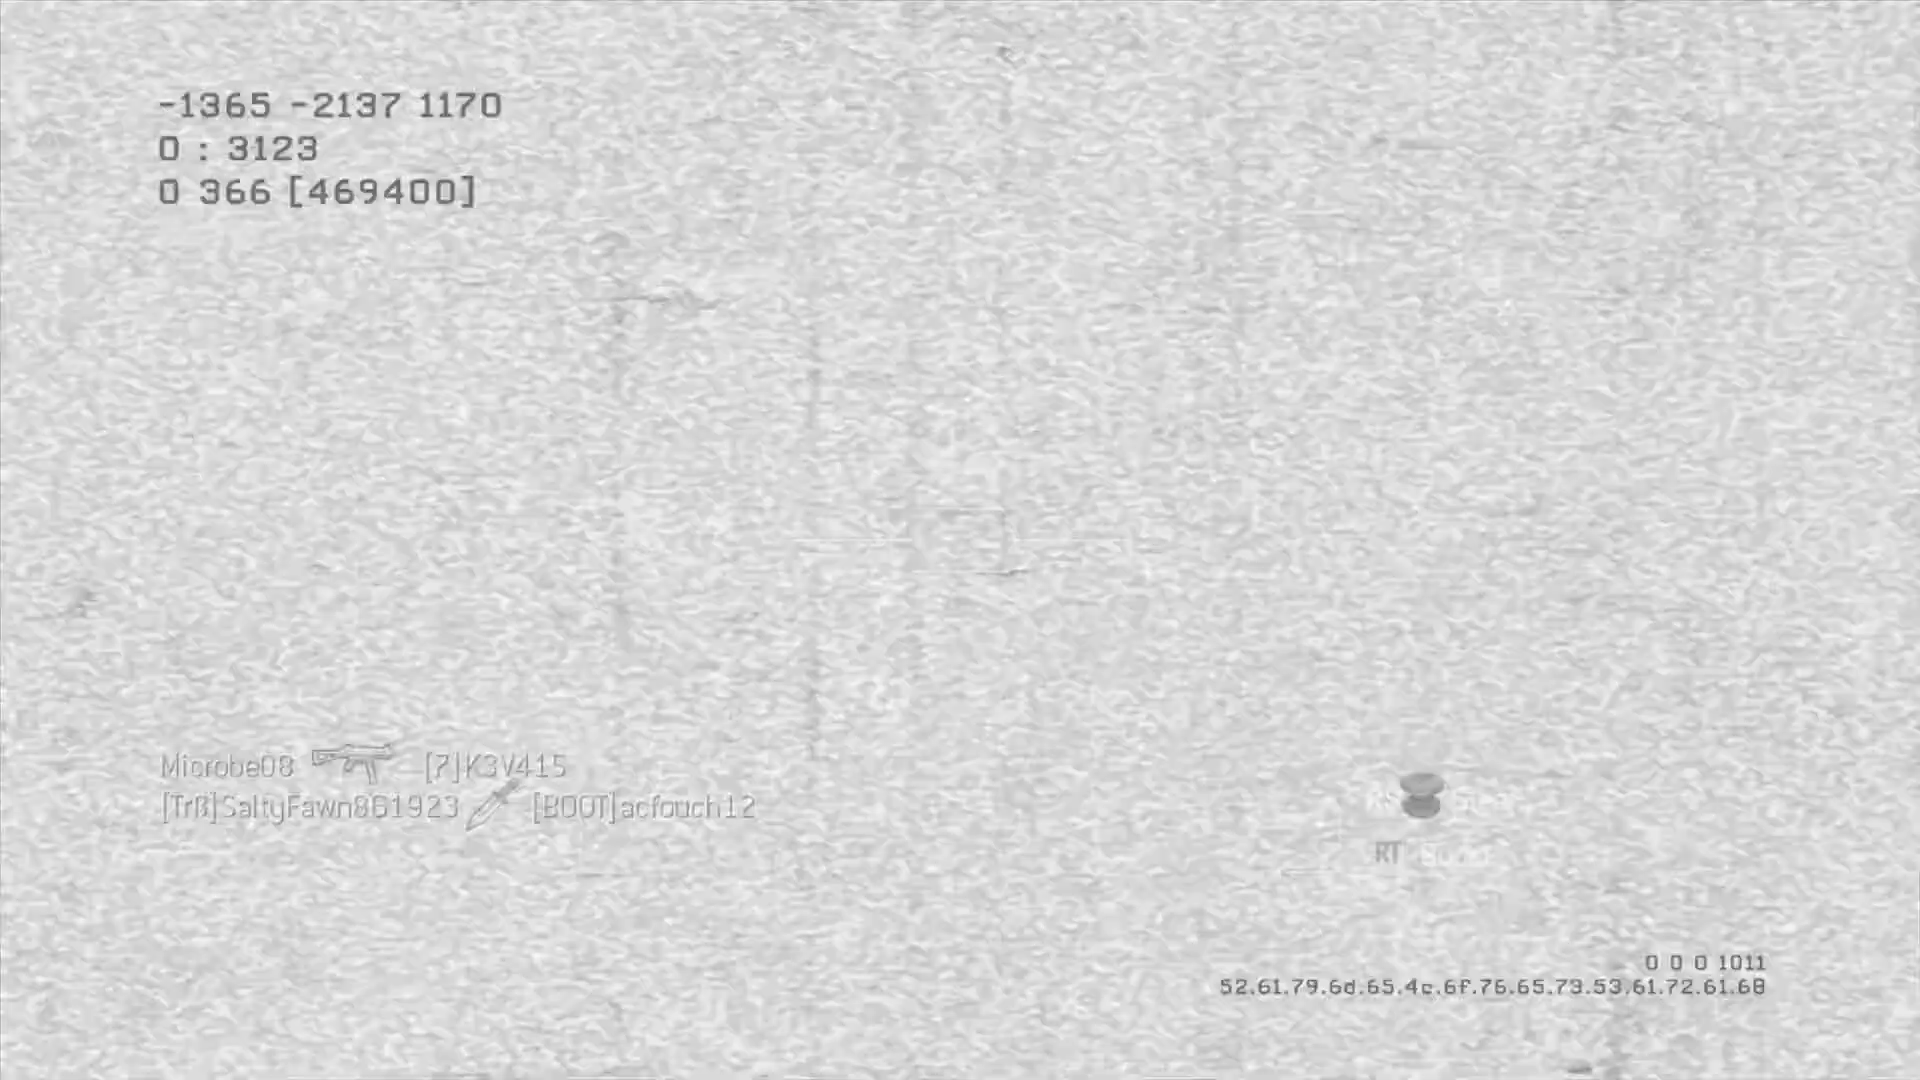 -1365 -2137 1170
0 : 3123
0 366 [469400]
Microbe08 [7]K3V415
[TrB]SaltyFawn861923 [BOOT]acfouch12
RT
0 0 0 1011
52.61.79.6d.65.4c.6f.76.65.73.53.61.72.61.68